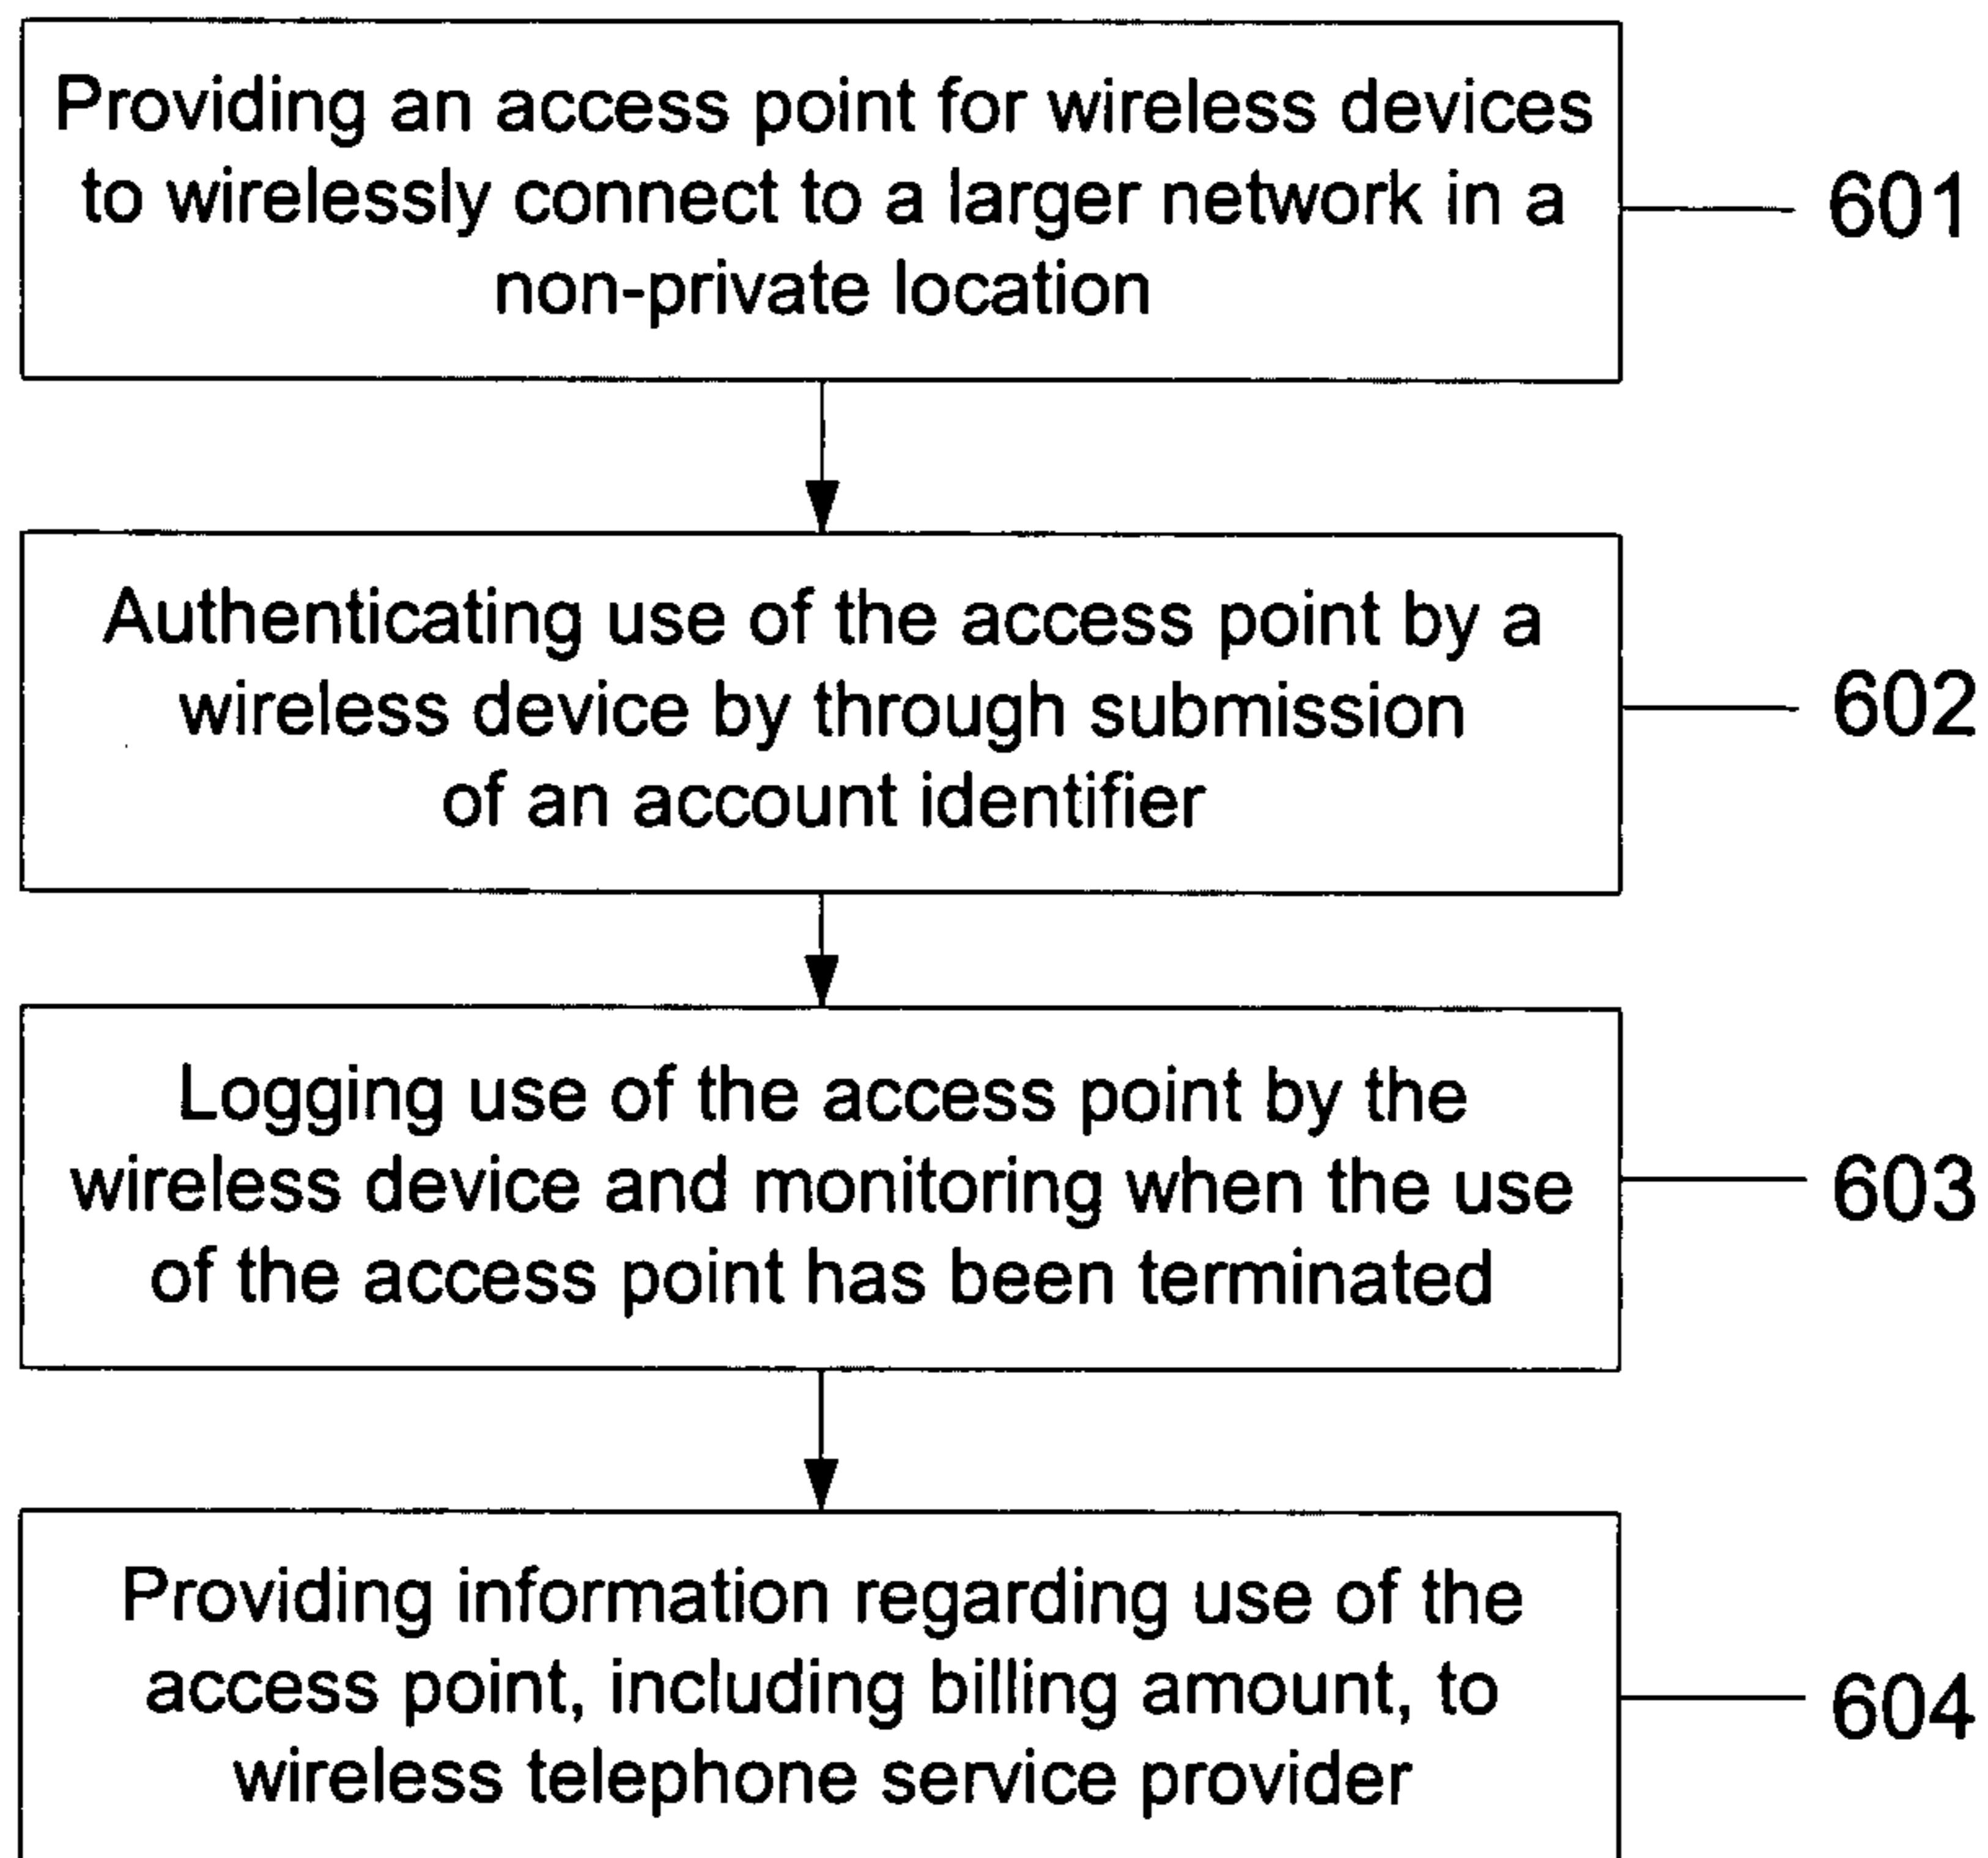 Providing an access point for wireless devices
to wirelessly connect to a larger network in a
non-private location
601
Authenticating use of the access point by a
wireless device by through submission
of an account identifier
602
Logging use of the access point by the
wireless device and monitoring when the use
of the access point has been terminated
603
Providing information regarding use of the
access point, including billing amount, to
wireless telephone service provider
604